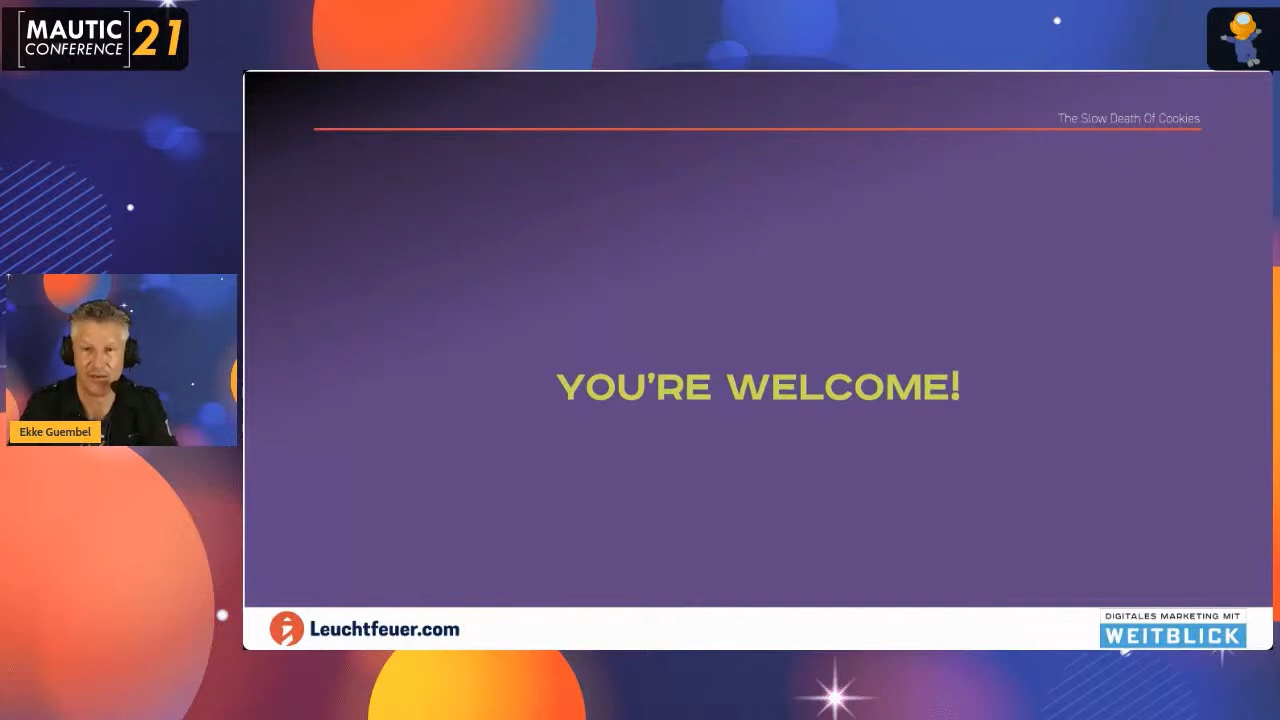 MAUTIC
CONFERENCE
21
The Slow Death Of Cookies
YOU'RE WELCOME!
Ekke Guembel
Leuchtfeuer.com
DIGITALES MARKETING MIT
WEITBLICK